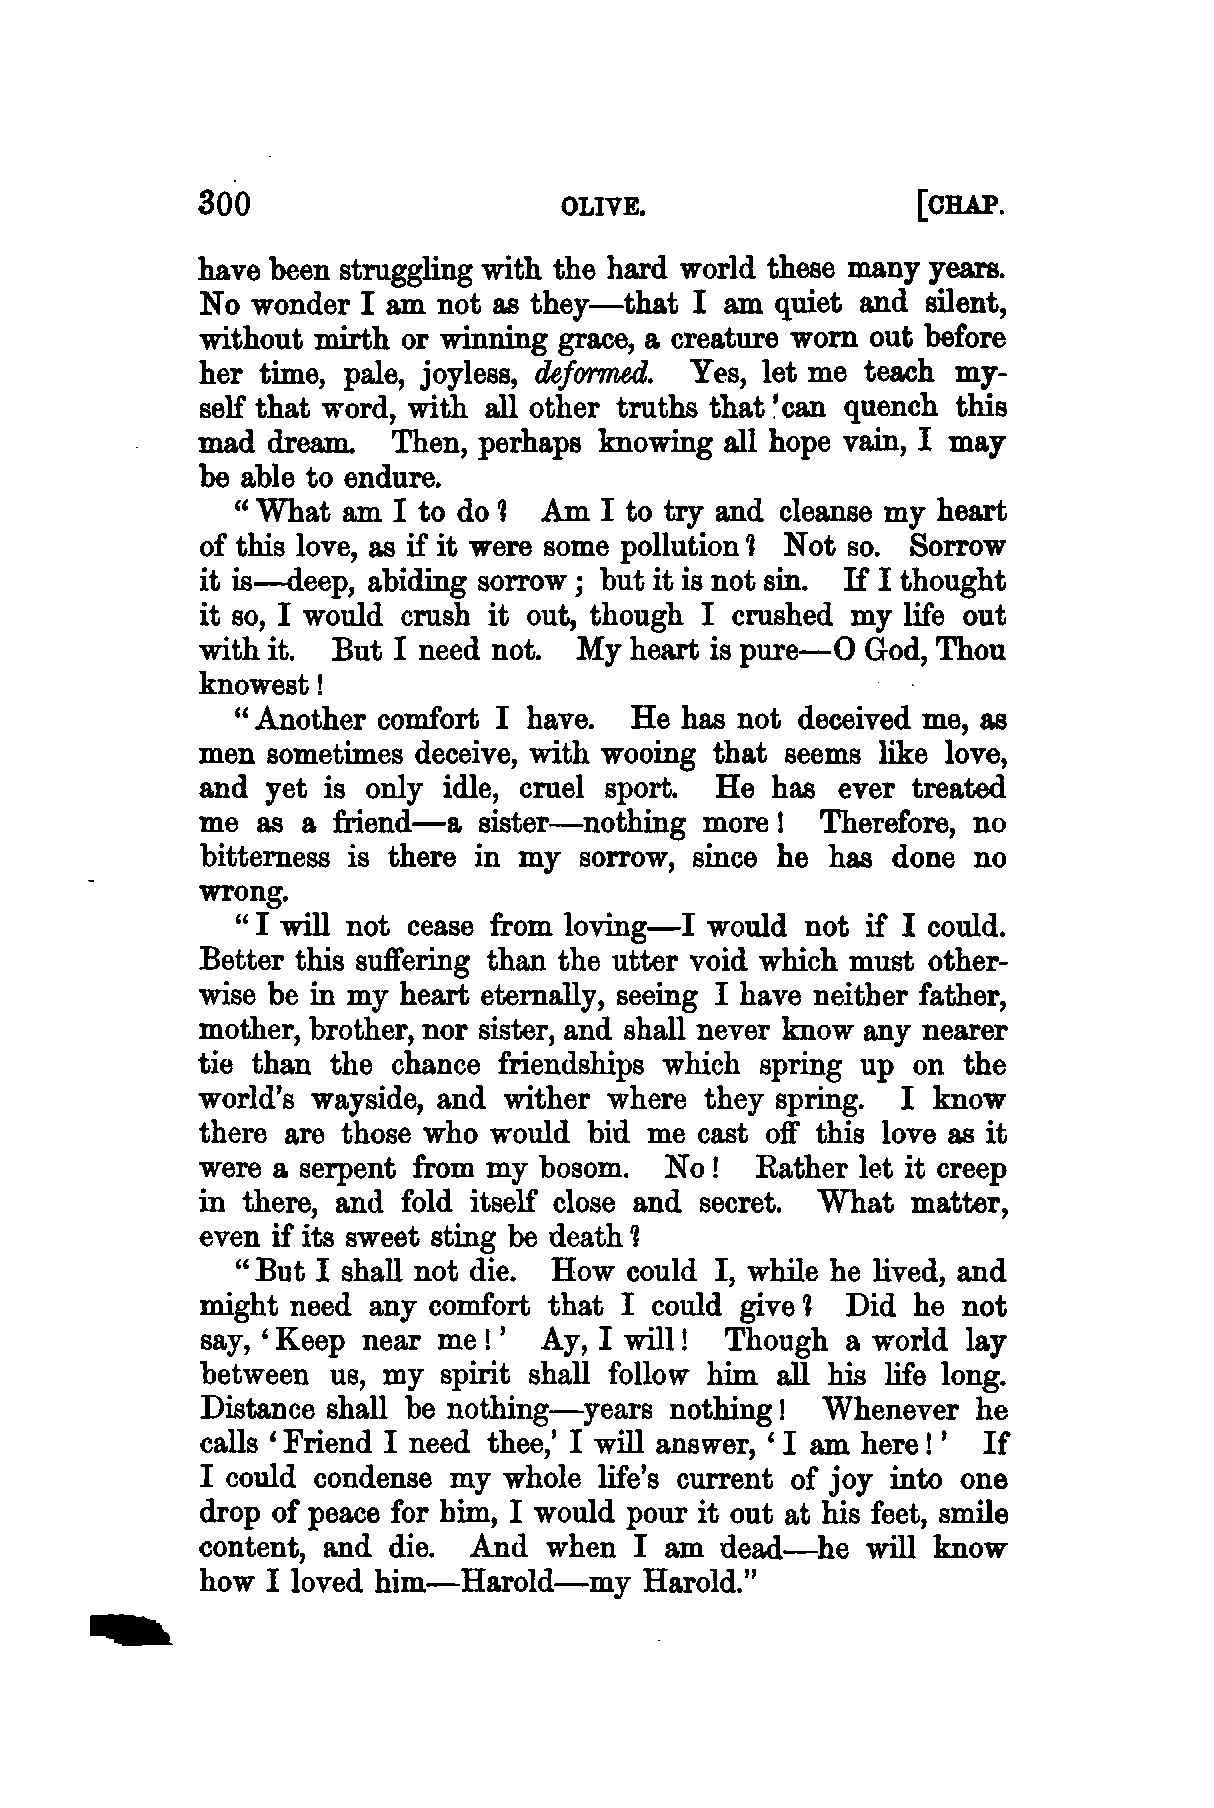 300 OLIVE. [CHAP.
have been struggling with the hard world these many years.
No wonder I am not as they—that I am quiet and silent,
without mirth or winning grace, a creature worn out before
her time, pale, joyless, deformed. Yes, let me teach my-
self that word, with all other truths that can quench this
mad dream. Then, perhaps knowing all hope vain, I may
be able to endure.
“What am I to do? Am I to try and cleanse my heart
of this love, as if it were some pollution? Not so. Sorrow
it is—deep, abiding sorrow; but it is not sin. If I thought
it so, I would crush it out, though I crushed my life out
with it. But I need not. My heart is pure—O God, Thou
knowest!
“Another comfort I have. He has not deceived me, as
men sometimes deceive, with wooing that seems like love,
and yet is only idle, cruel sport. He has ever treated
me as a friend—a sister—nothing more! Therefore, no
bitterness is there in my sorrow, since he has done no
wrong.
“I will not cease from loving—I would not if I could.
Better this suffering than the utter void which must other-
wise be in my heart eternally, seeing I have neither father,
mother, brother, nor sister, and shall never know any nearer
tie than the chance friendships which spring up on the
world’s wayside, and wither where they spring. I know
there are those who would bid me cast off this love as it
were a serpent from my bosom. No! Rather let it creep
in there, and fold itself close and secret. What matter,
even if its sweet sting be death?
“But I shall not die. How could I, while he lived, and
might need any comfort that I could give? Did he not
say, ‘Keep near me!’ Ay, I will! Though a world lay
between us, my spirit shall follow him all his life long.
Distance shall be nothing—years nothing! Whenever he
calls ‘Friend I need thee,’ I will answer, ‘I am here!’ If
I could condense my whole life’s current of joy into one
drop of peace for him, I would pour it out at his feet, smile
content, and die. And when I am dead—he will know
how I loved him—Harold—my Harold.”